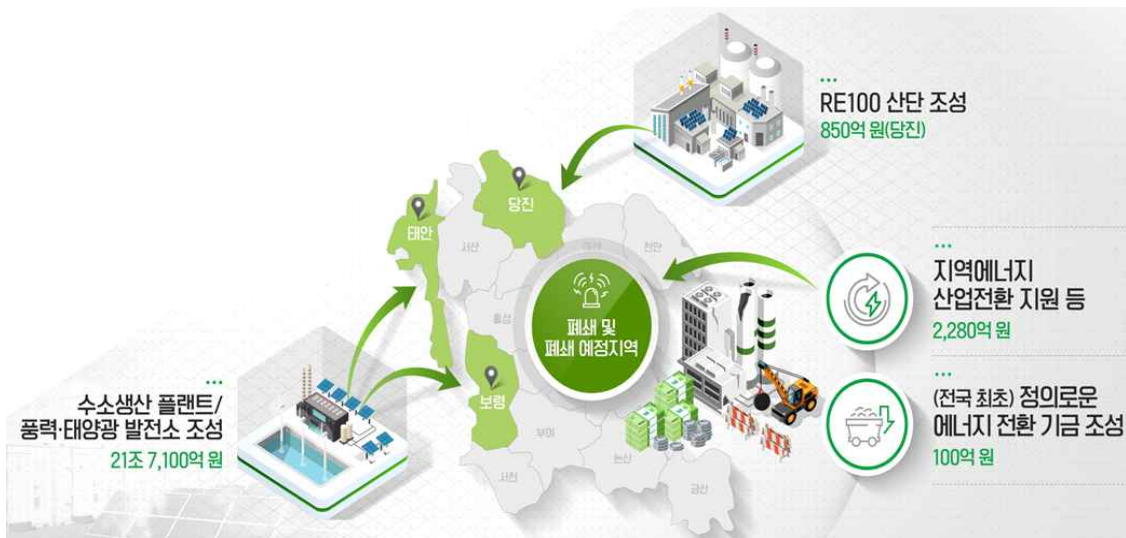 RE100 산단 조성
850억 원(당진)
당진
태안
서산
천안
지역에너지
산업전환 지원 등
2,280억 원
홍성
폐쇄 및
폐쇄 예정지역
보령
수소생산 플랜트/
풍력·태양광 발전소 조성
21조 7,100억 원
(전국 최초) 정의로운
에너지 전환 기금 조성
100억 원
부여
논산
서천
금산